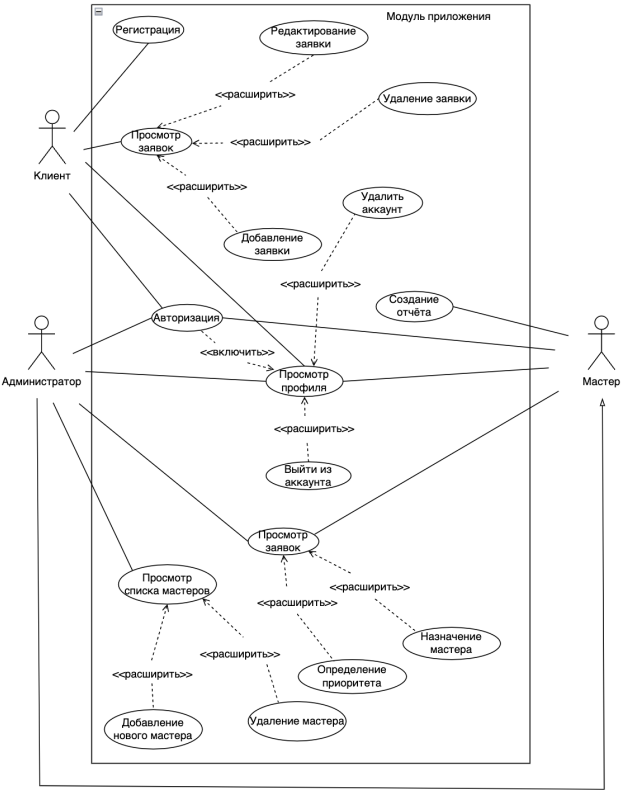 Модуль приложения
Регистрация
Редактирование
заявки
<<расширить>>
Удаление заявки
Просмотр
заявок
<<расширить>>
Клиент
<<расширить>>
Удалить
аккаунт
Добавление
заявки
<<расширить>>
Создание
отчёта
Авторизация
<<включить>>
Администратор
Просмотр
профиля
Мастер
<<расширить>>
Выйти из
аккаунта
Просмотр
заявок
Просмотр
списка мастеров
<<расширить>>
<<расширить>>
Назначение
мастера
<<расширить>>
<<расширить>>
Определение
приоритета
Добавление
нового мастера
Удаление мастера